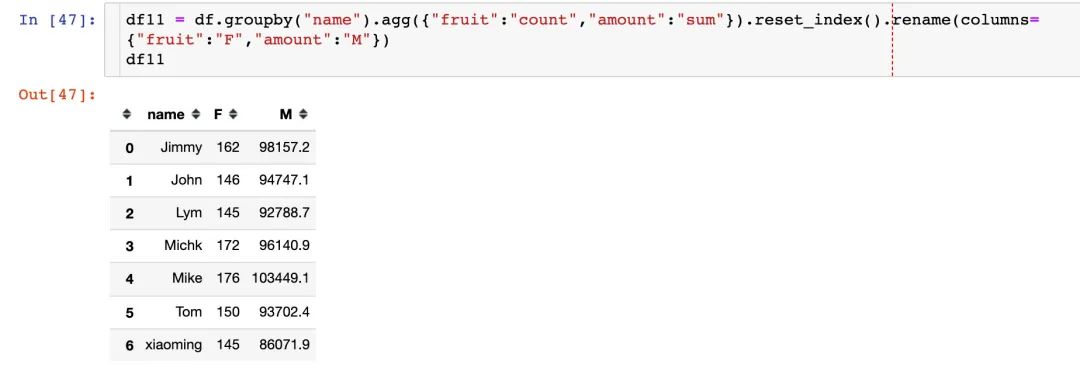 In [47]: df11 = df.groupby("name").agg({"fruit":"count","amount":"sum"}).reset_index().rename(columns=
{"fruit":"F","amount":"M"})
df11
Out[47]:
name F M
0 Jimmy 162 98157.2
1 John 146 94747.1
2 Lym 145 92788.7
3 Michk 172 96140.9
4 Mike 176 103449.1
5 Tom 150 93702.4
6 xiaoming 145 86071.9